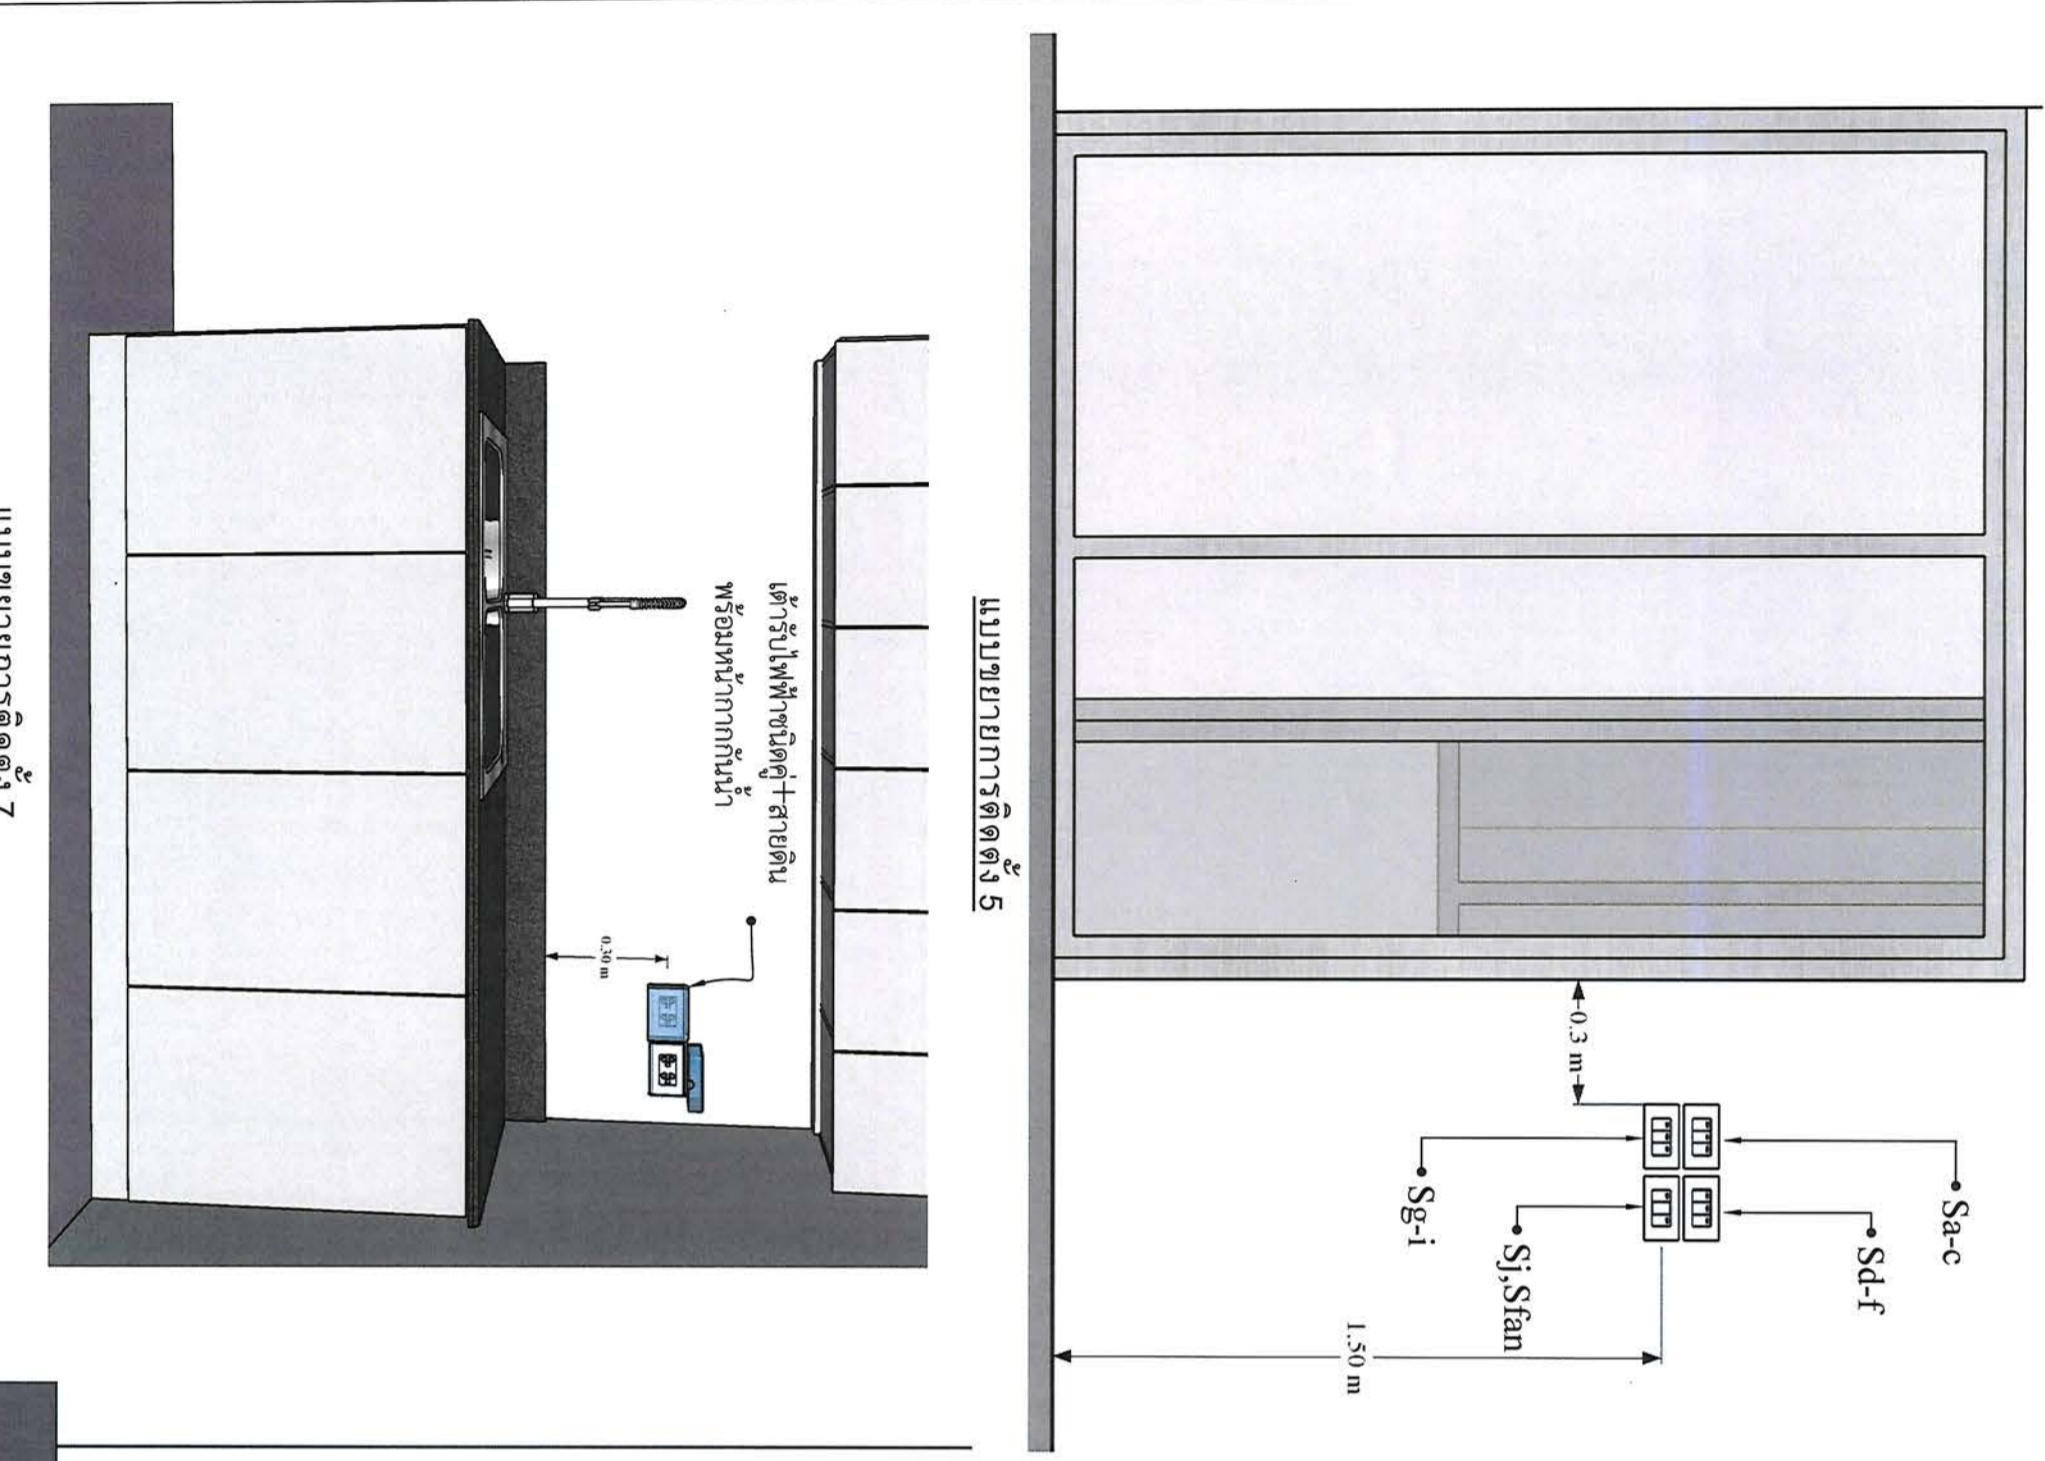 Sa-c
Sd-f
0.3 m
Sg-i
Sj,Sfan
1.50 m
แบบขยายการติดตั้ง 5
เต้ารับไฟฟ้าชนิดคู่+สายดิน
พร้อมหน้ากากกันน้ำ
0.30 m
แบบขยายการติดตั้ง 7